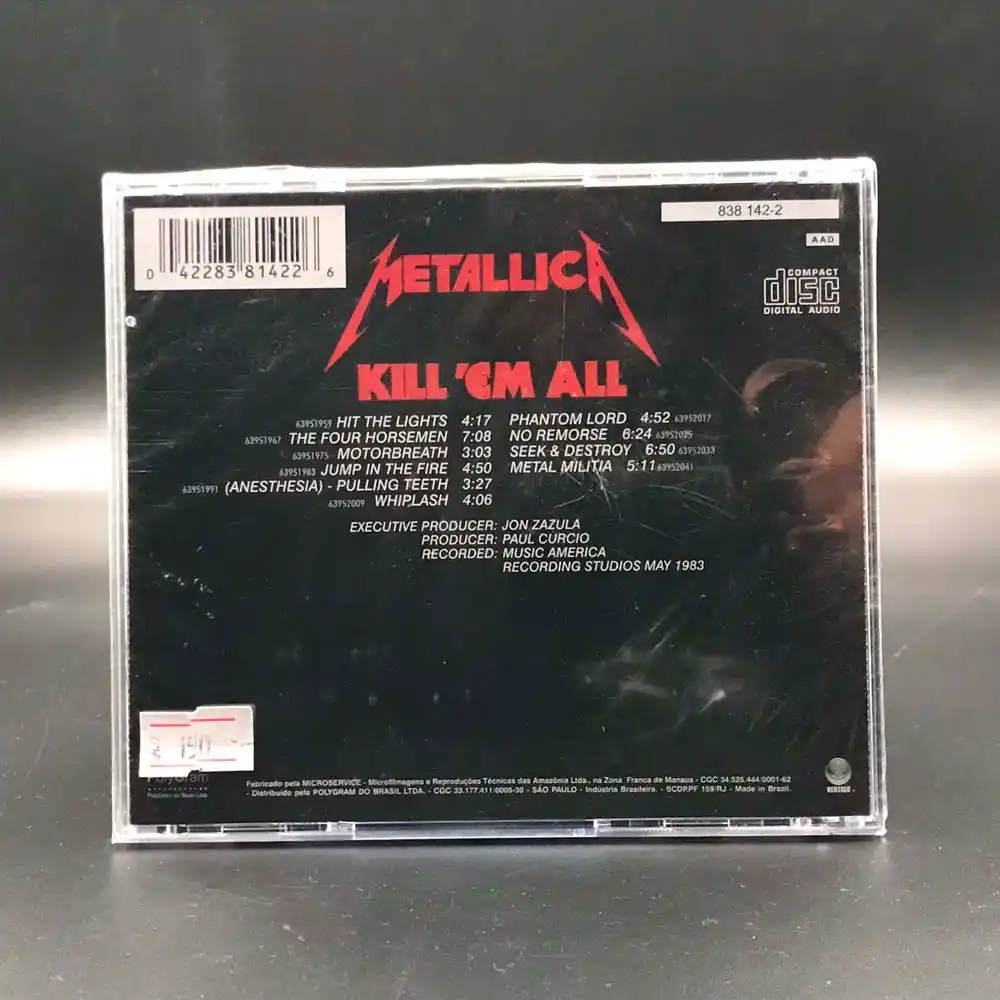 0 42283 81422 6
838 142-2
AAD
COMPACT
disc
DIGITAL AUDIO
METALLICA
KILL 'EM ALL
63951959 HIT THE LIGHTS 4:17
63951967 THE FOUR HORSEMEN 7:08
63951975 MOTORBREATH 3:03
63951983 JUMP IN THE FIRE 4:50
63951991 (ANESTHESIA) - PULLING TEETH 3:27
63952009 WHIPLASH 4:06
PHANTOM LORD 4:52 63952017
NO REMORSE 6:24 63952025
SEEK & DESTROY 6:50 63952033
METAL MILITIA 5:11 63952041
EXECUTIVE PRODUCER: JON ZAZULA
PRODUCER: PAUL CURCIO
RECORDED: MUSIC AMERICA
RECORDING STUDIOS MAY 1983
190
PolyGram
Fabricado pela MICROSERVICE - Microfilmagens e Reproduções Técnicas da Amazônia Ltda., na Zona Franca de Manaus - CGC 34.525.444/0001-62
- Distribuído pela POLYGRAM DO BRASIL LTDA. - CGC 33.177.411/0005-30 - SÃO PAULO - Indústria Brasileira. - SCDP.PF 159/RJ - Made in Brazil.
VERTIGO